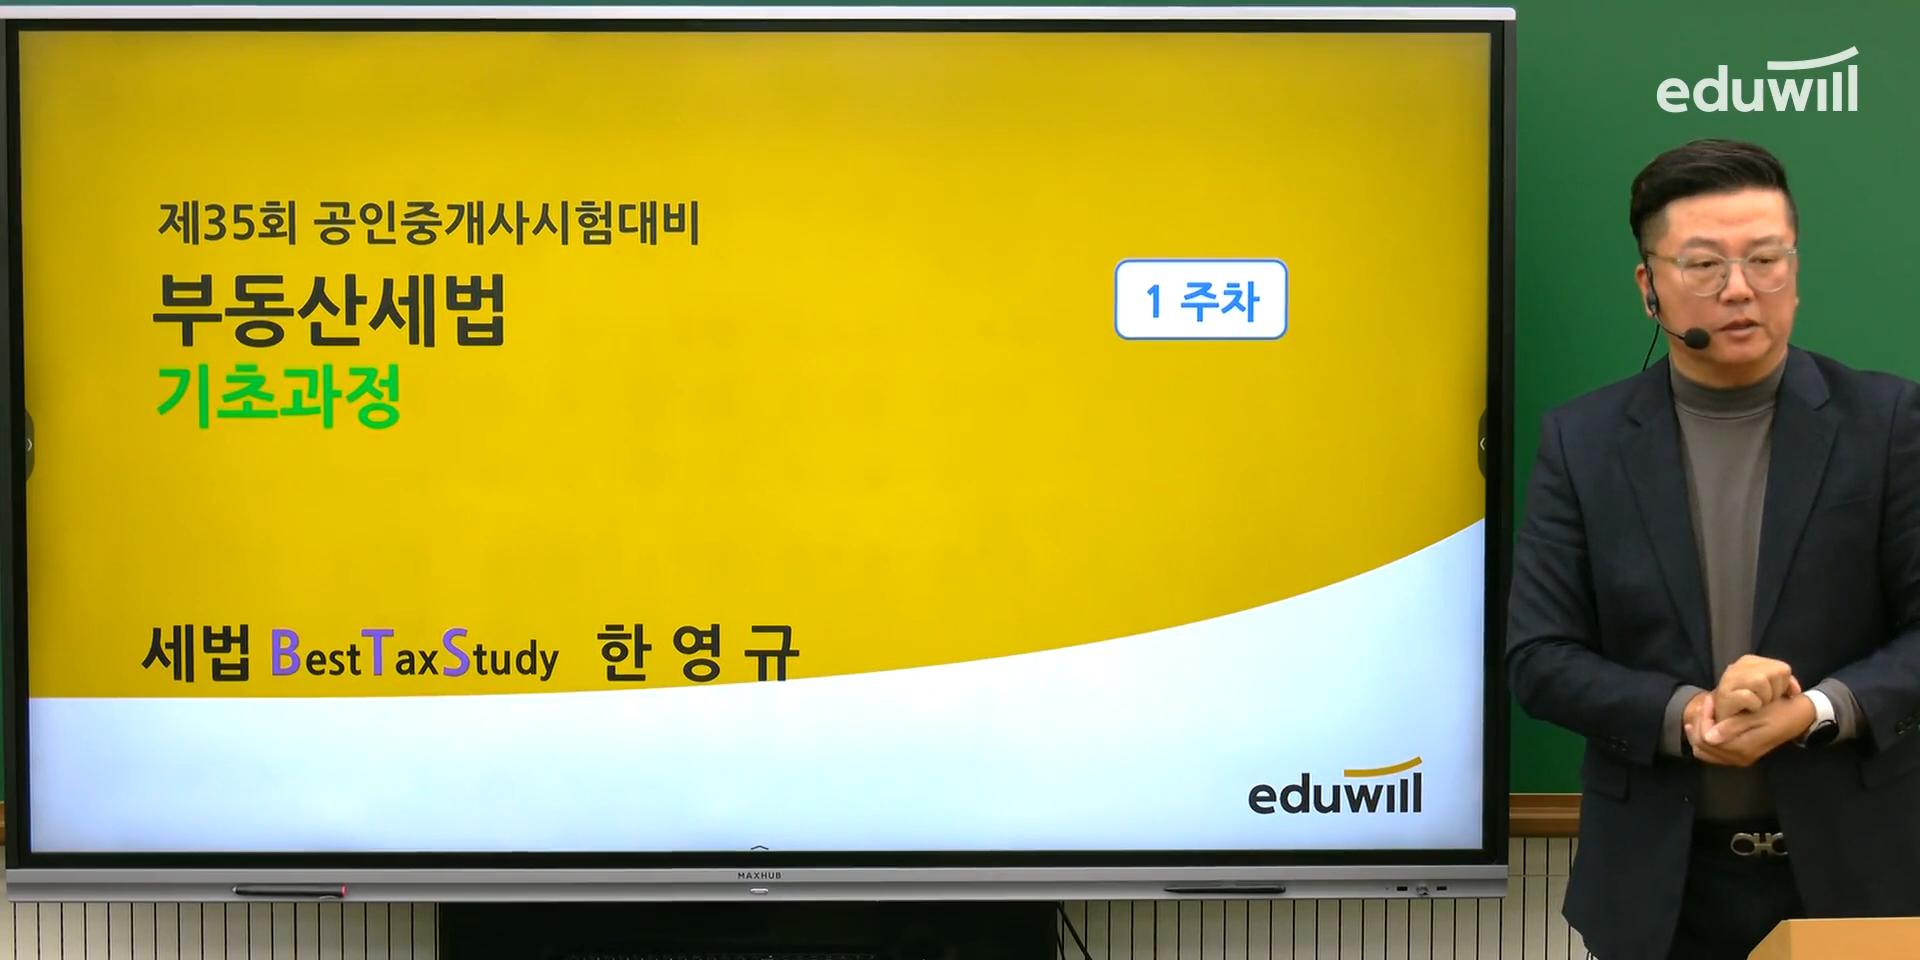 제35회 공인중개사시험대비
부동산세법
기초과정
1 주차
세법 BestTaxStudy 한영규
eduwill
MAXHUB
eduwill